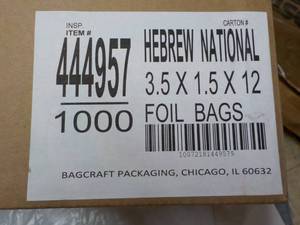 INSP.
CARTON#
ITEM #
444957
HEBREW NATIONAL
3.5 X 1.5 X 12
1000
FOIL BAGS
10072181449575
BAGCRAFT PACKAGING, CHICAGO, IL 60632